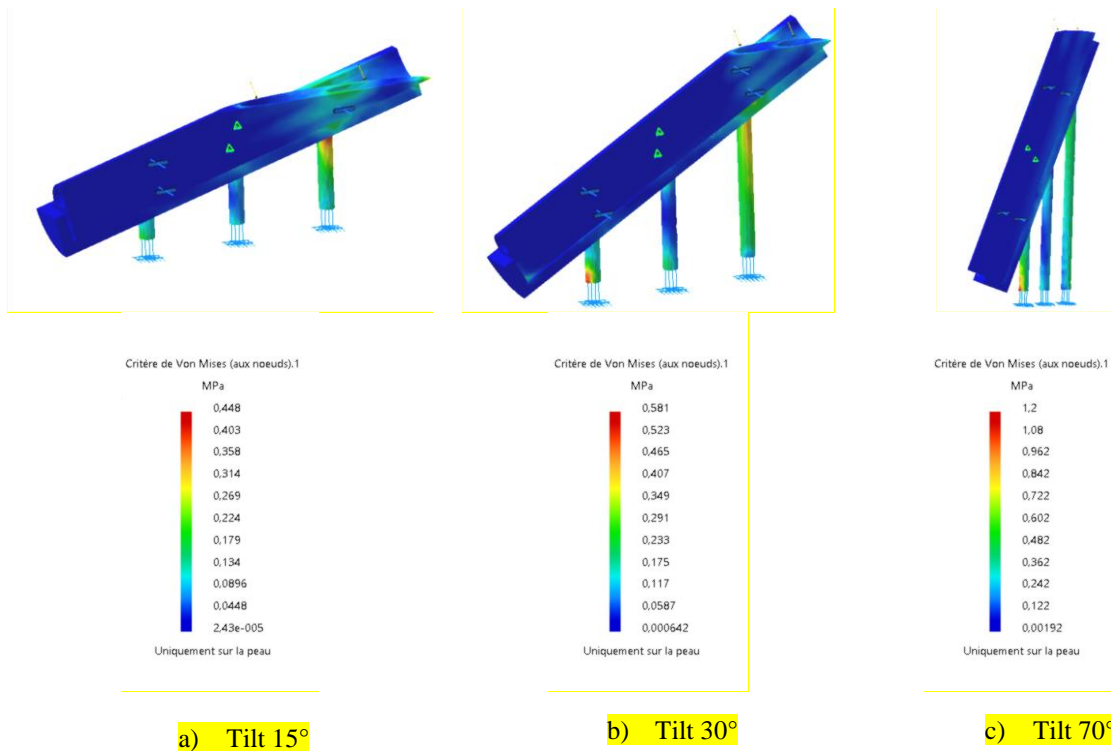 Critère de Von Mises (aux noeuds).1
MPa
0,448
0,403
0,358
0,314
0,269
0,224
0,179
0,134
0,0896
0,0448
2,43e-005
Uniquement sur la peau
a) Tilt 15°
Critère de Von Mises (aux noeuds).1
MPa
0,581
0,523
0,465
0,407
0,349
0,291
0,233
0,175
0,117
0,0587
0,000642
Uniquement sur la peau
b) Tilt 30°
Critère de Von Mises (aux noeuds).1
MPa
1,2
1,08
0,962
0,842
0,722
0,602
0,482
0,362
0,242
0,122
0,00192
Uniquement sur la peau
c) Tilt 70°